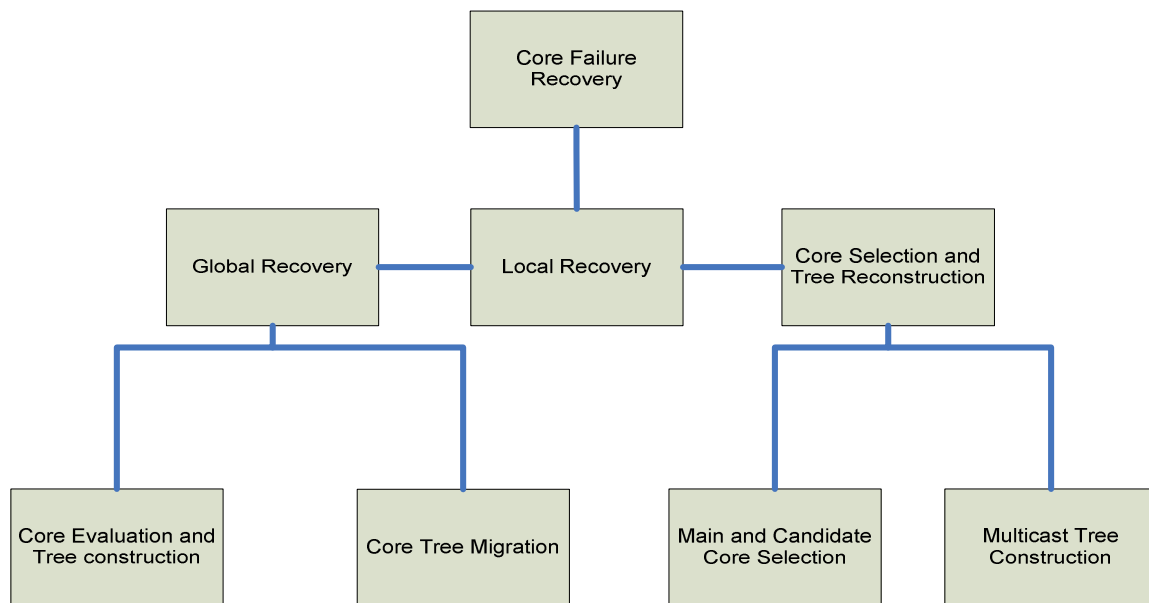 Core Failure
Recovery
Global Recovery
Local Recovery
Core Selection and
Tree Reconstruction
Core Evaluation and
Tree construction
Core Tree Migration
Main and Candidate
Core Selection
Multicast Tree
Construction